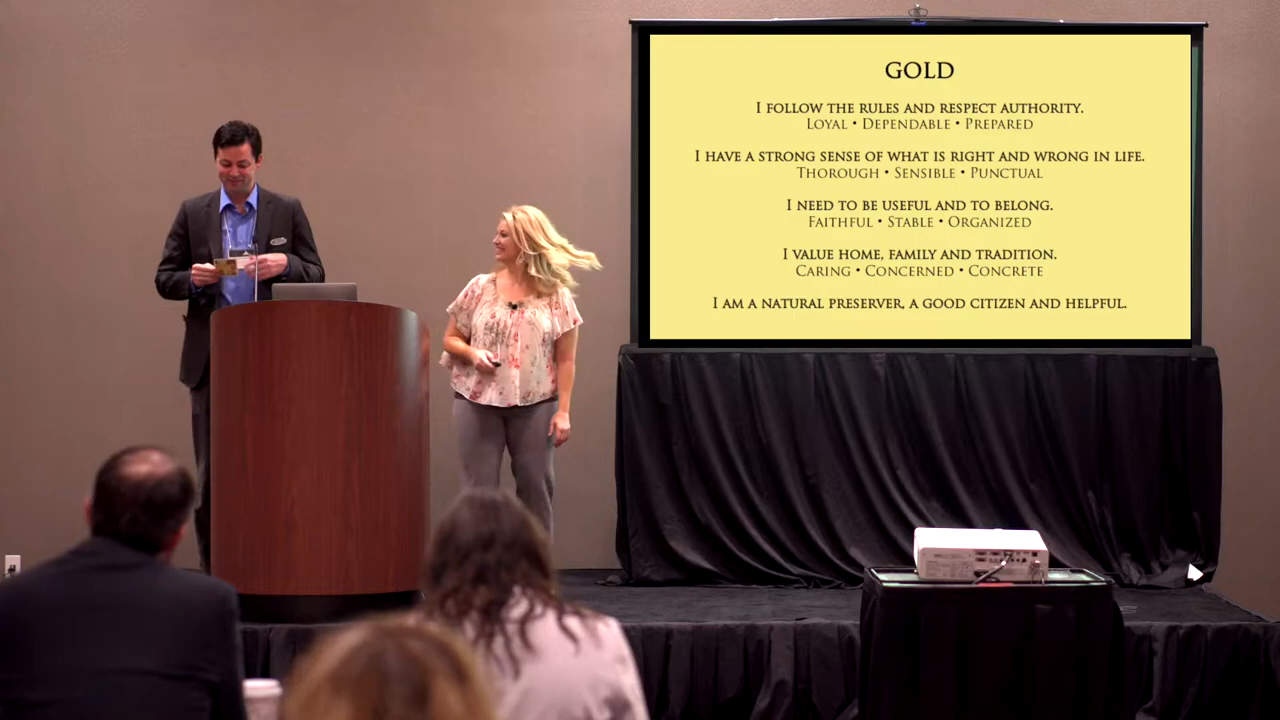 GOLD
I FOLLOW THE RULES AND RESPECT AUTHORITY.
LOYAL • DEPENDABLE • PREPARED
I HAVE A STRONG SENSE OF WHAT IS RIGHT AND WRONG IN LIFE.
THOROUGH • SENSIBLE • PUNCTUAL
I NEED TO BE USEFUL AND TO BELONG.
FAITHFUL • STABLE • ORGANIZED
I VALUE HOME, FAMILY AND TRADITION.
CARING • CONCERNED • CONCRETE
I AM A NATURAL PRESERVER, A GOOD CITIZEN AND HELPFUL.